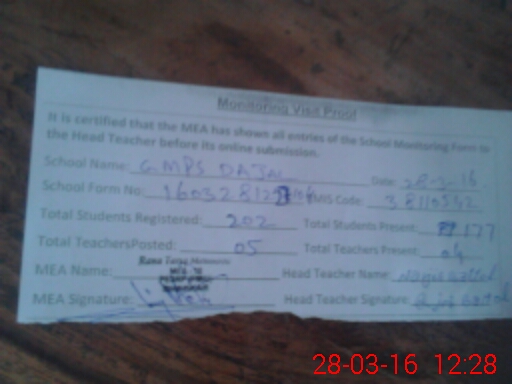 Monitoring Visit Proof
It is certified that the MEA has shows all entries of the School Monitoring Form to
the Head Teacher before its online submission.
School Name: GMPS DAJAL Date: 28-3-16
School Form No: EMIS Code: 38110542
Total Students Registered: 202 Total Students Present: 177
Total TeachersPosted: 05 Total Teachers Present: 04
MEA Name: Rana Head Teacher Name:
MEA Signature: Head Teacher Signature:
28-03-16 12:28